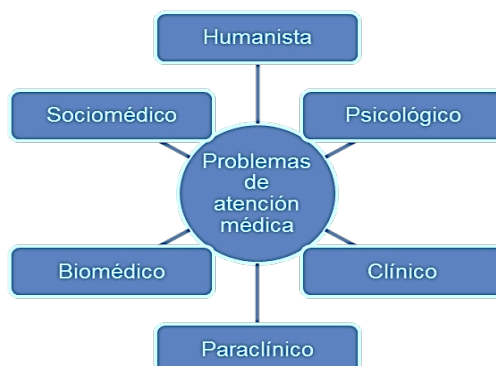 Humanista
Sociomédico
Psicológico
Problemas
de
atención
médica
Biomédico
Clínico
Paraclínico